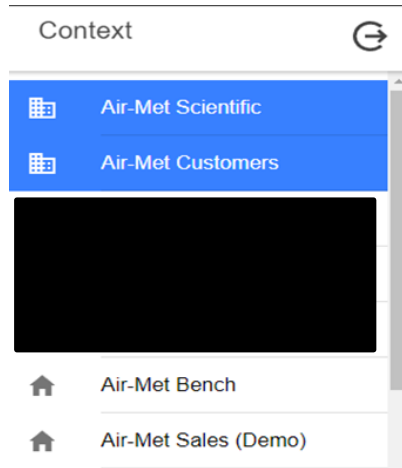 Context
Air-Met Scientific
Air-Met Customers
Air-Met Bench
Air-Met Sales (Demo)